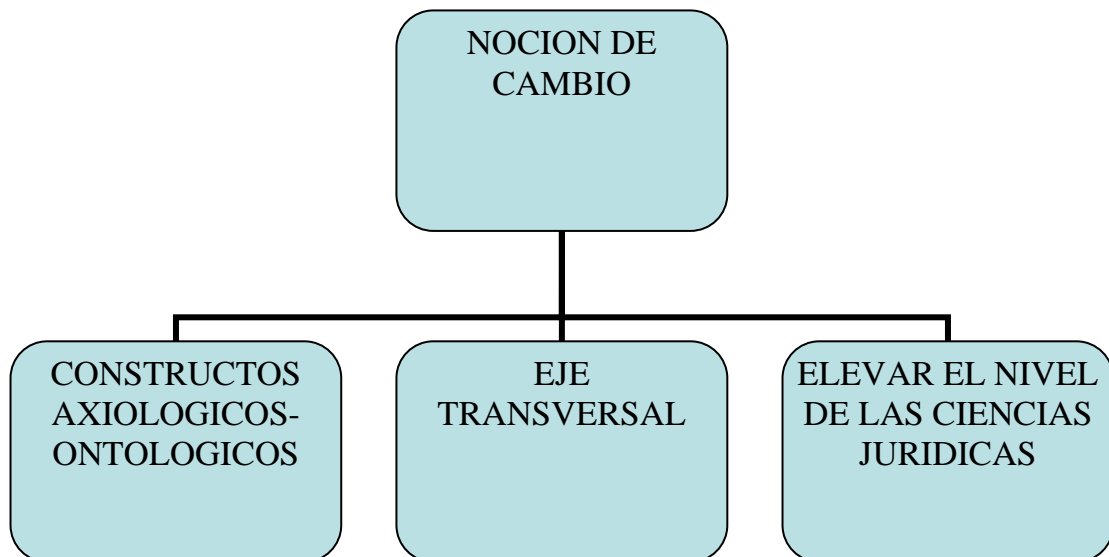 NOCION DE
CAMBIO
CONSTRUCTOS
AXIOLOGICOS-
ONTOLOGICOS
EJE
TRANSVERSAL
ELEVAR EL NIVEL
DE LAS CIENCIAS
JURIDICAS